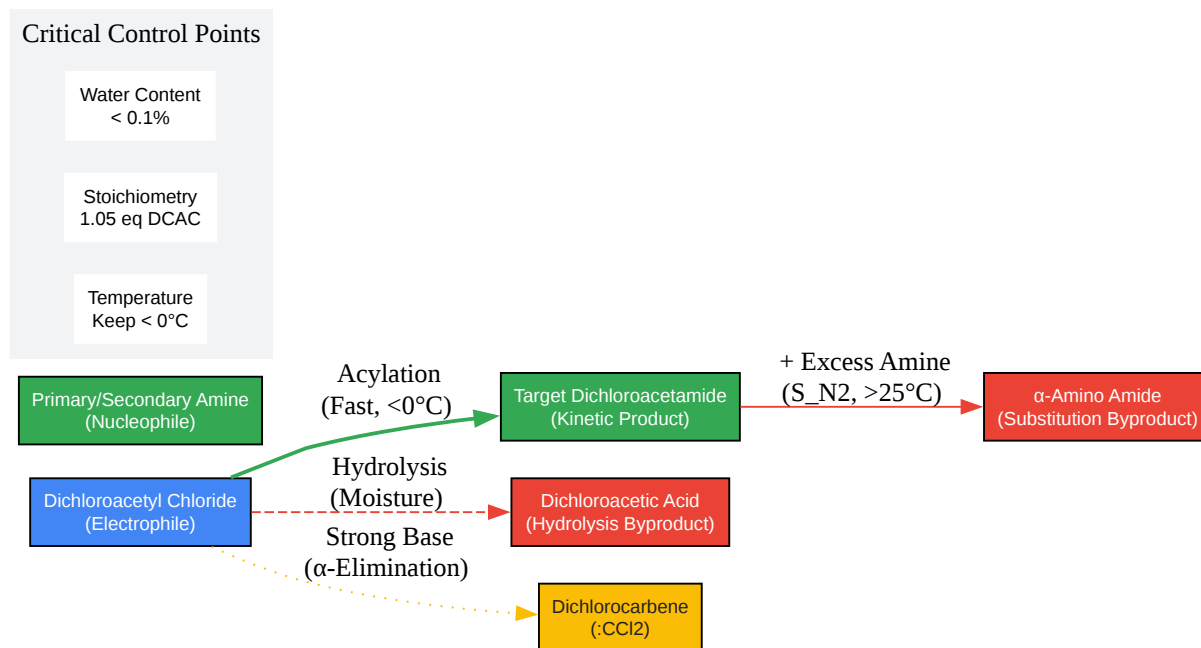 Critical Control Points
Water Content
< 0.1%
Stoichiometry
1.05 eq DCAC
Temperature
Keep < 0°C
Primary/Secondary Amine
(Nucleophile)
Acylation
(Fast, <0°C)
Target Dichloroacetamide
(Kinetic Product)
+ Excess Amine
(S_N2, >25°C)
α-Amino Amide
(Substitution Byproduct)
Dichloroacetyl Chloride
(Electrophile)
Hydrolysis
(Moisture)
Dichloroacetic Acid
(Hydrolysis Byproduct)
Strong Base
(α-Elimination)
Dichlorocarbene
(:CCl2)